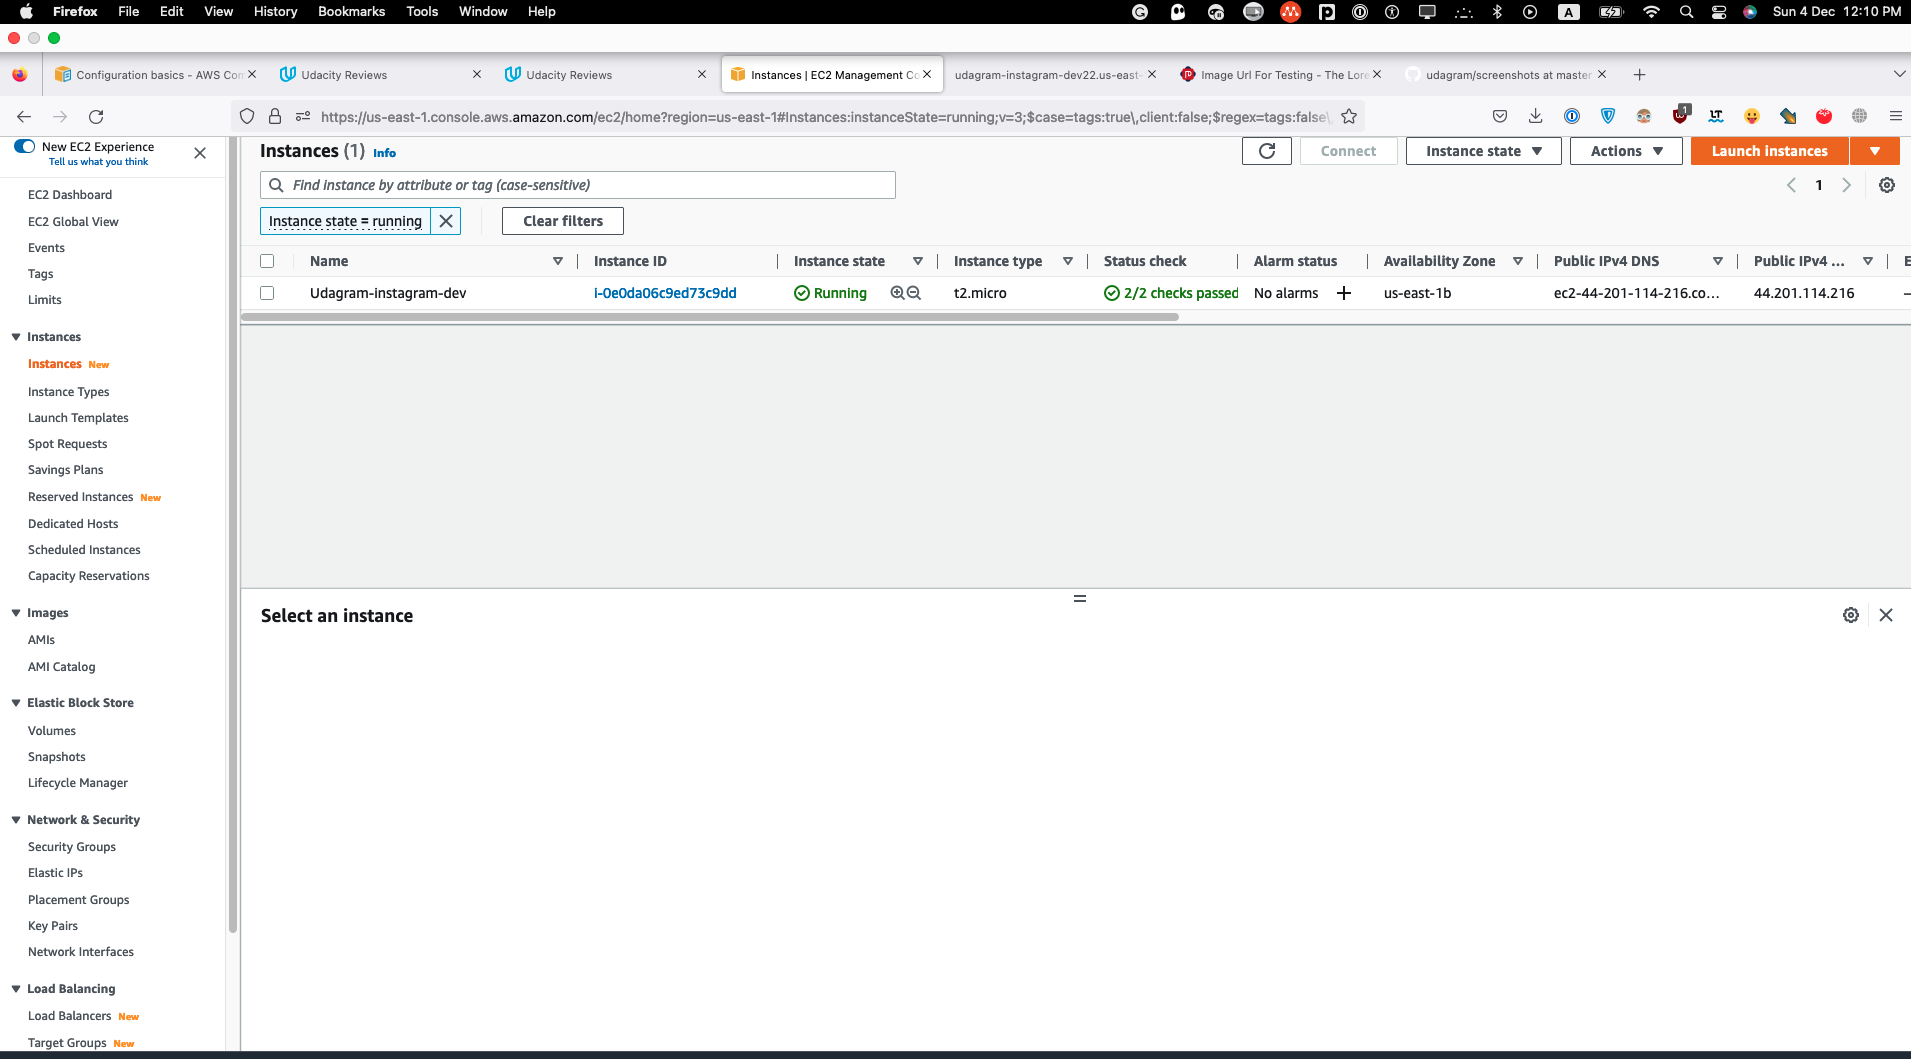 Firefox File Edit View History Bookmarks Tools Window Help A Sun 4 Dec 12:10 PM
Configuration basics - AWS Con Udacity Reviews Udacity Reviews Instances | EC2 Management Co udagram-instagram-dev22.us-east- Image Url For Testing - The Lore udagram/screenshots at master
https://us-east-1.console.aws.amazon.com/ec2/home?region=us-east-1#Instances:instanceState=running;v=3;$case=tags:true\,client:false;$regex=tags:false\ 1 LT
New EC2 Experience
Tell us what you think
EC2 Dashboard
EC2 Global View
Events
Tags
Limits
Instances
Instances New
Instance Types
Launch Templates
Spot Requests
Savings Plans
Reserved Instances New
Dedicated Hosts
Scheduled Instances
Capacity Reservations
Images
AMIs
AMI Catalog
Elastic Block Store
Volumes
Snapshots
Lifecycle Manager
Network & Security
Security Groups
Elastic IPs
Placement Groups
Key Pairs
Network Interfaces
Load Balancing
Load Balancers New
Target Groups New
Instances (1) Info Connect Instance state Actions Launch instances
Find instance by attribute or tag (case-sensitive) 1
Instance state = running Clear filters
Name Instance ID Instance state Instance type Status check Alarm status Availability Zone Public IPv4 DNS Public IPv4 ... E
Udagram-instagram-dev i-0e0da06c9ed73c9dd Running t2.micro 2/2 checks passed No alarms us-east-1b ec2-44-201-114-216.co... 44.201.114.216 –
Select an instance